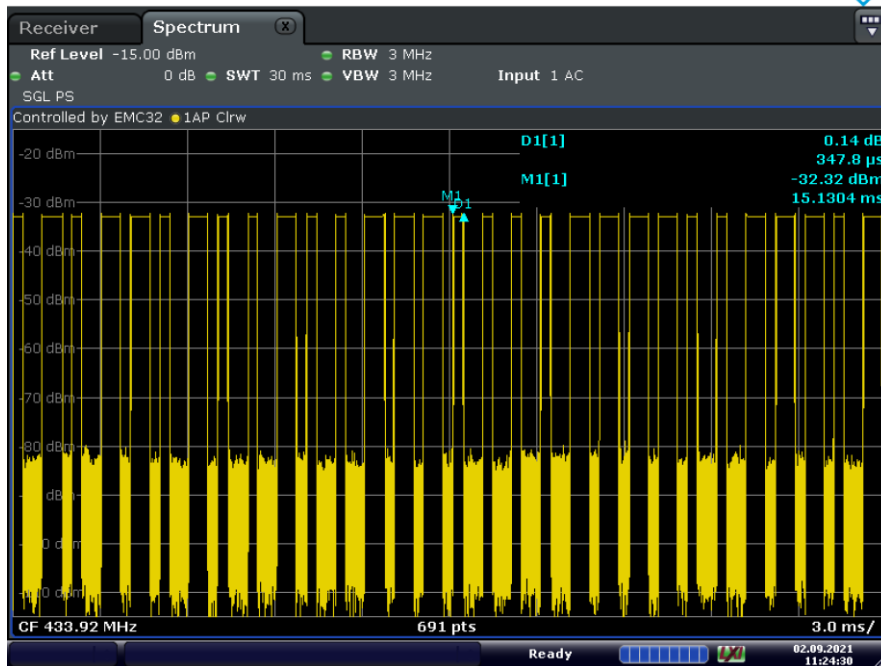 Receiver Spectrum X
Ref Level -15.00 dBm RBW 3 MHz
Att 0 dB SWT 30 ms VBW 3 MHz Input 1 AC
SGL PS
Controlled by EMC32 1AP Clrw
D1[1] 0.14 dB
347.8 µs
M1[1] -32.32 dBm
15.1304 ms
-20 dBm
-30 dBm
M1
D1
-40 dBm
-50 dBm
-60 dBm
-70 dBm
-80 dBm
CF 433.92 MHz 691 pts 3.0 ms/
Ready LXI 02.09.2021
11:24:30